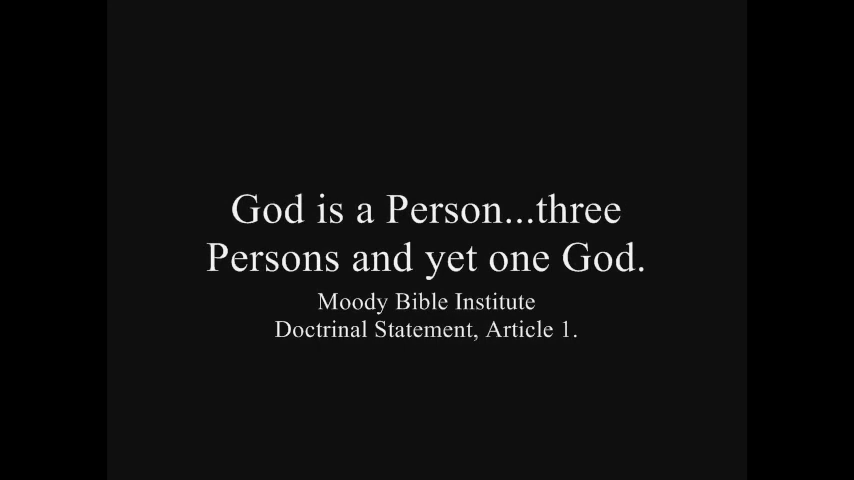 God is a Person...three
Persons and yet one God.
Moody Bible Institute
Doctrinal Statement, Article 1.